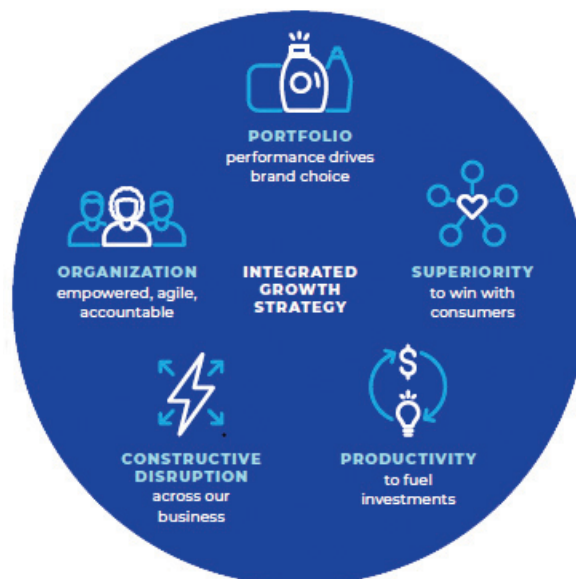 PORTFOLIO
performance drives
brand choice
SUPERIORITY
to win with
consumers
PRODUCTIVITY
to fuel
investments
CONSTRUCTIVE
DISRUPTION
across our
business
ORGANIZATION
empowered, agile,
accountable
INTEGRATED
GROWTH
STRATEGY
$